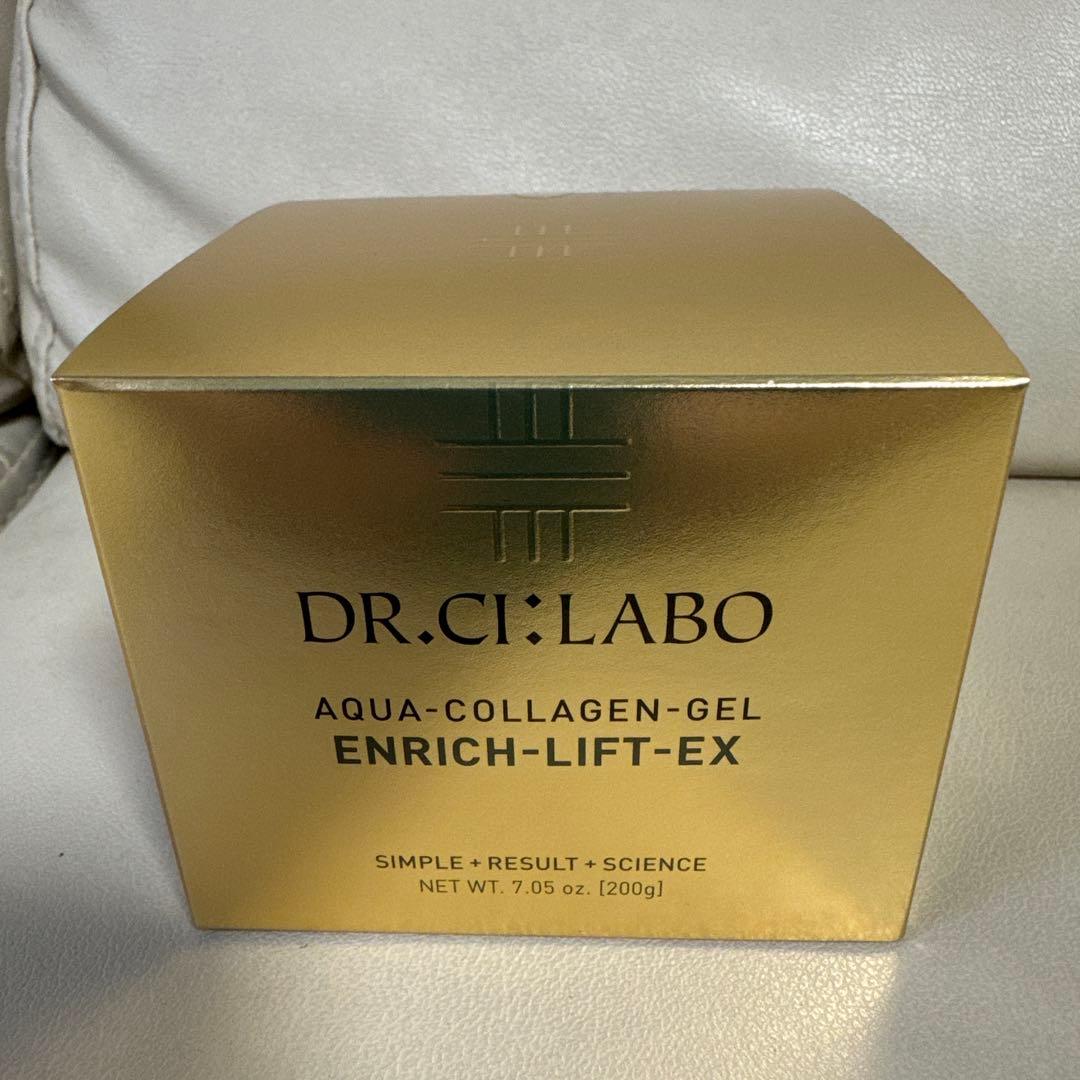 DR.CI:LABO
AQUA-COLLAGEN-GEL
ENRICH-LIFT-EX
SIMPLE + RESULT + SCIENCE
NET WT. 7.05 oz. [200g]